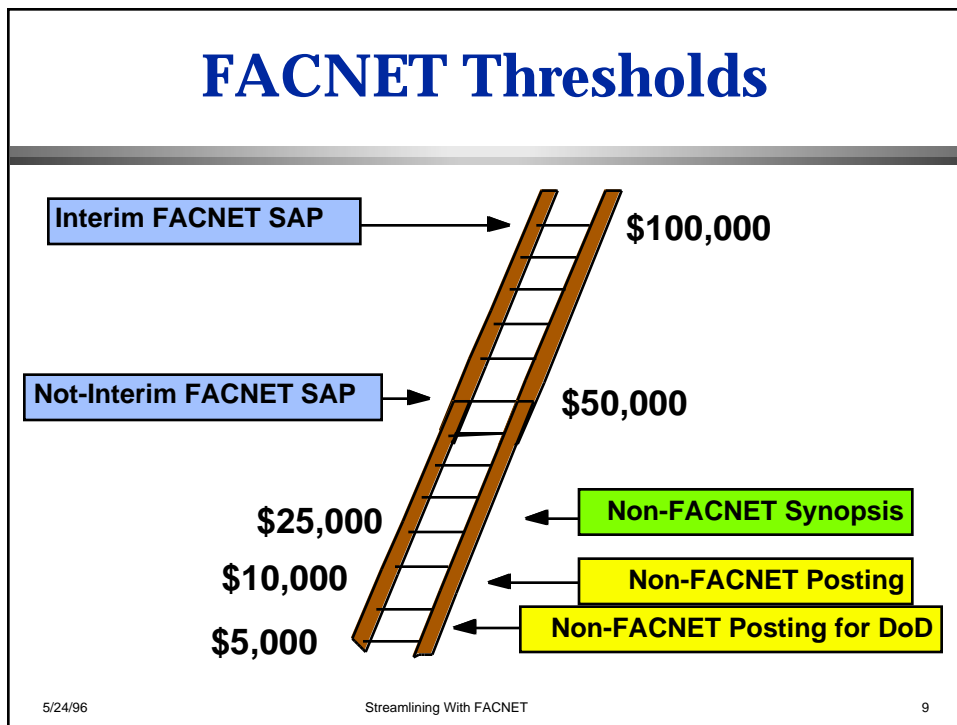 FACNET Thresholds
Interim FACNET SAP
$100,000
Not-Interim FACNET SAP
$50,000
$25,000
Non-FACNET Synopsis
$10,000
Non-FACNET Posting
$5,000
Non-FACNET Posting for DoD
5/24/96
Streamlining With FACNET
9